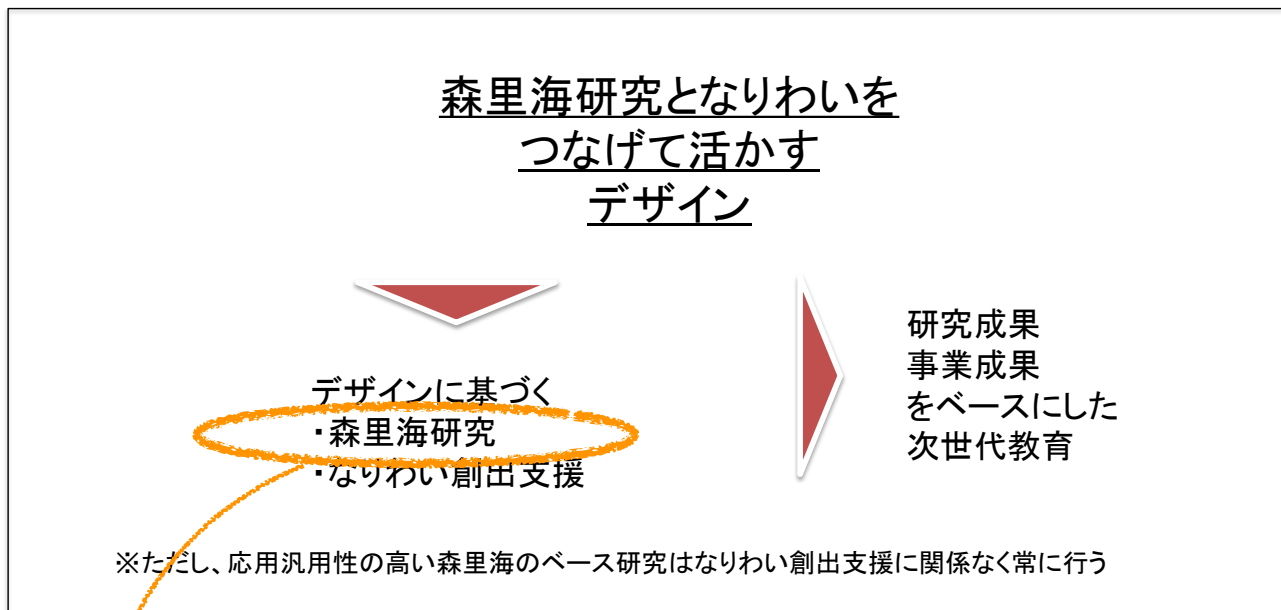 森里海研究となりわいを
つなげて活かす
デザイン
デザインに基づく
・森里海研究
・なりわい創出支援
研究成果
事業成果
をベースにした
次世代教育
※ただし、応用汎用性の高い森里海のベース研究はなりわい創出支援に関係なく常に行う